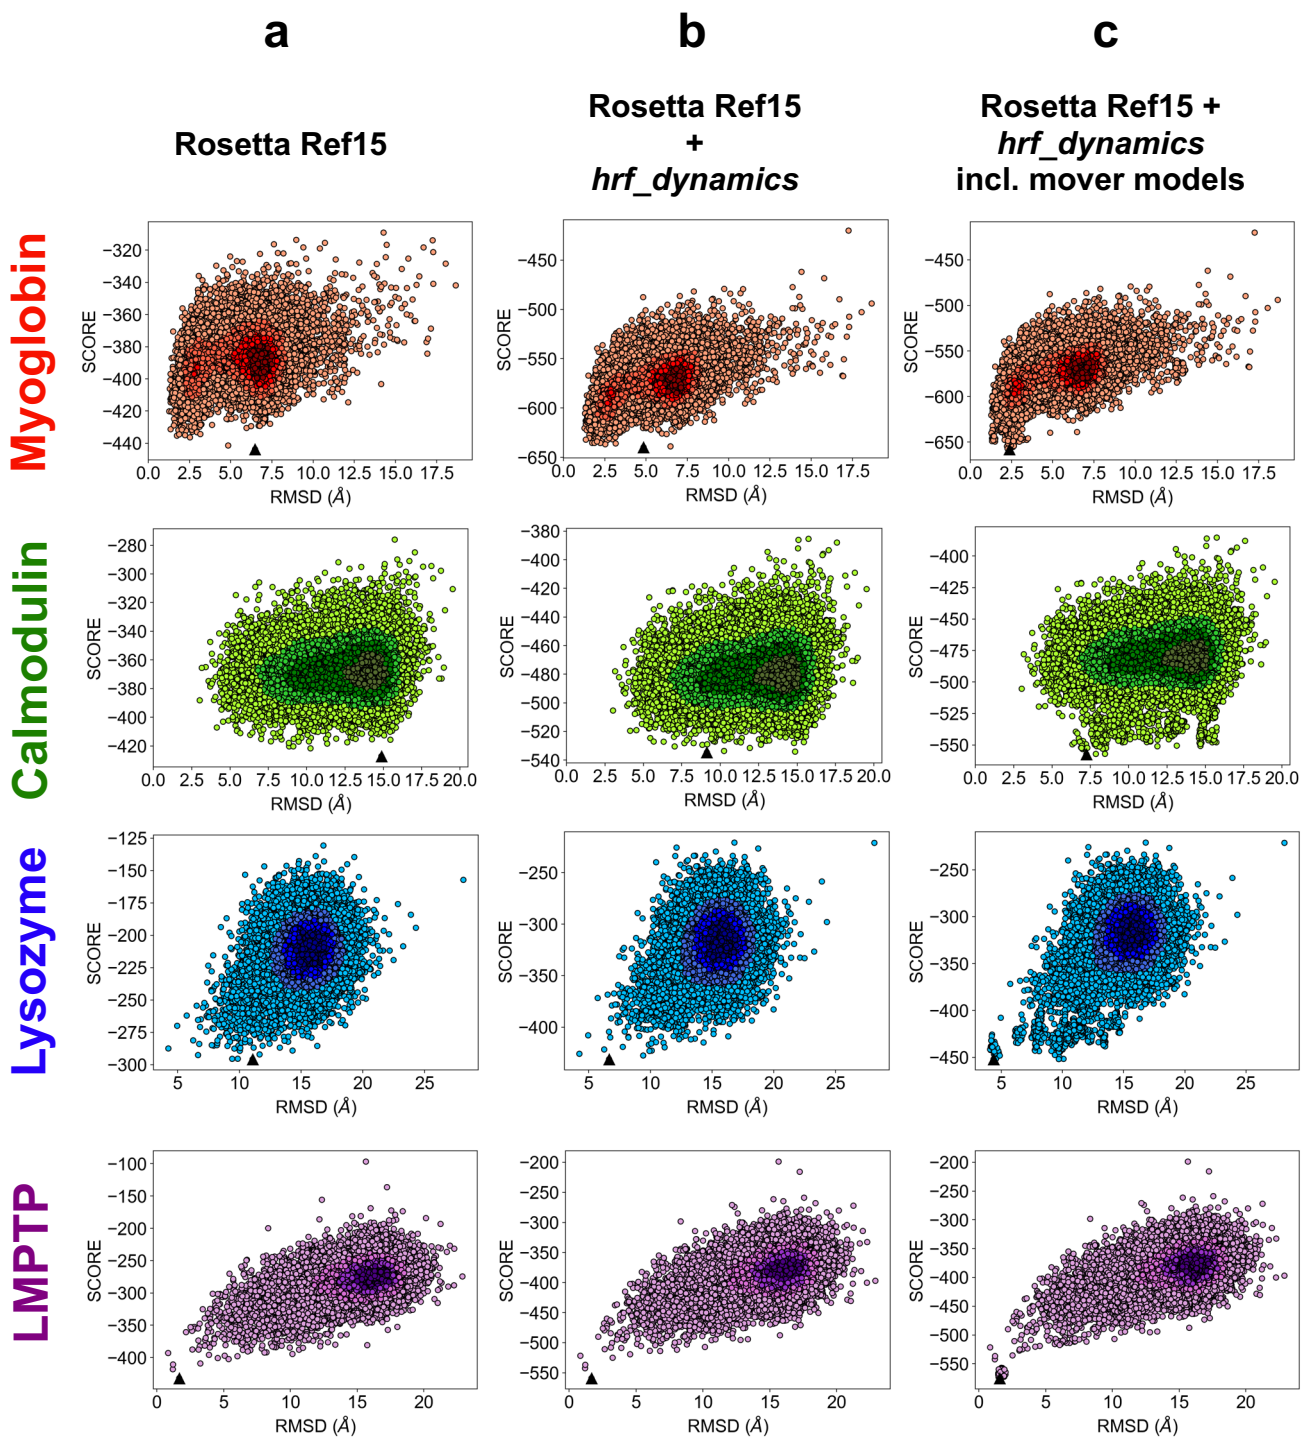 a
b
c
Rosetta Ref15
Rosetta Ref15
+
hrf_dynamics
Rosetta Ref15 +
hrf_dynamics
incl. mover models
Myoglobin
SCORE
−320
−340
−360
−380
−400
−420
−440
0.0 2.5 5.0 7.5 10.0 12.5 15.0 17.5
RMSD (Å)
SCORE
−450
−500
−550
−600
−650
0.0 2.5 5.0 7.5 10.0 12.5 15.0 17.5
RMSD (Å)
SCORE
−450
−500
−550
−600
−650
0.0 2.5 5.0 7.5 10.0 12.5 15.0 17.5
RMSD (Å)
Calmodulin
SCORE
−280
−300
−320
−340
−360
−380
−400
−420
0.0 2.5 5.0 7.5 10.0 12.5 15.0 17.5 20.0
RMSD (Å)
SCORE
−380
−400
−420
−440
−460
−480
−500
−520
−540
0.0 2.5 5.0 7.5 10.0 12.5 15.0 17.5 20.0
RMSD (Å)
SCORE
−400
−425
−450
−475
−500
−525
−550
0.0 2.5 5.0 7.5 10.0 12.5 15.0 17.5 20.0
RMSD (Å)
Lysozyme
SCORE
−125
−150
−175
−200
−225
−250
−275
−300
5 10 15 20 25
RMSD (Å)
SCORE
−250
−300
−350
−400
5 10 15 20 25
RMSD (Å)
SCORE
−250
−300
−350
−400
−450
5 10 15 20 25
RMSD (Å)
LMPTP
SCORE
−100
−150
−200
−250
−300
−350
−400
0 5 10 15 20
RMSD (Å)
SCORE
−200
−250
−300
−350
−400
−450
−500
−550
0 5 10 15 20
RMSD (Å)
SCORE
−200
−250
−300
−350
−400
−450
−500
−550
0 5 10 15 20
RMSD (Å)